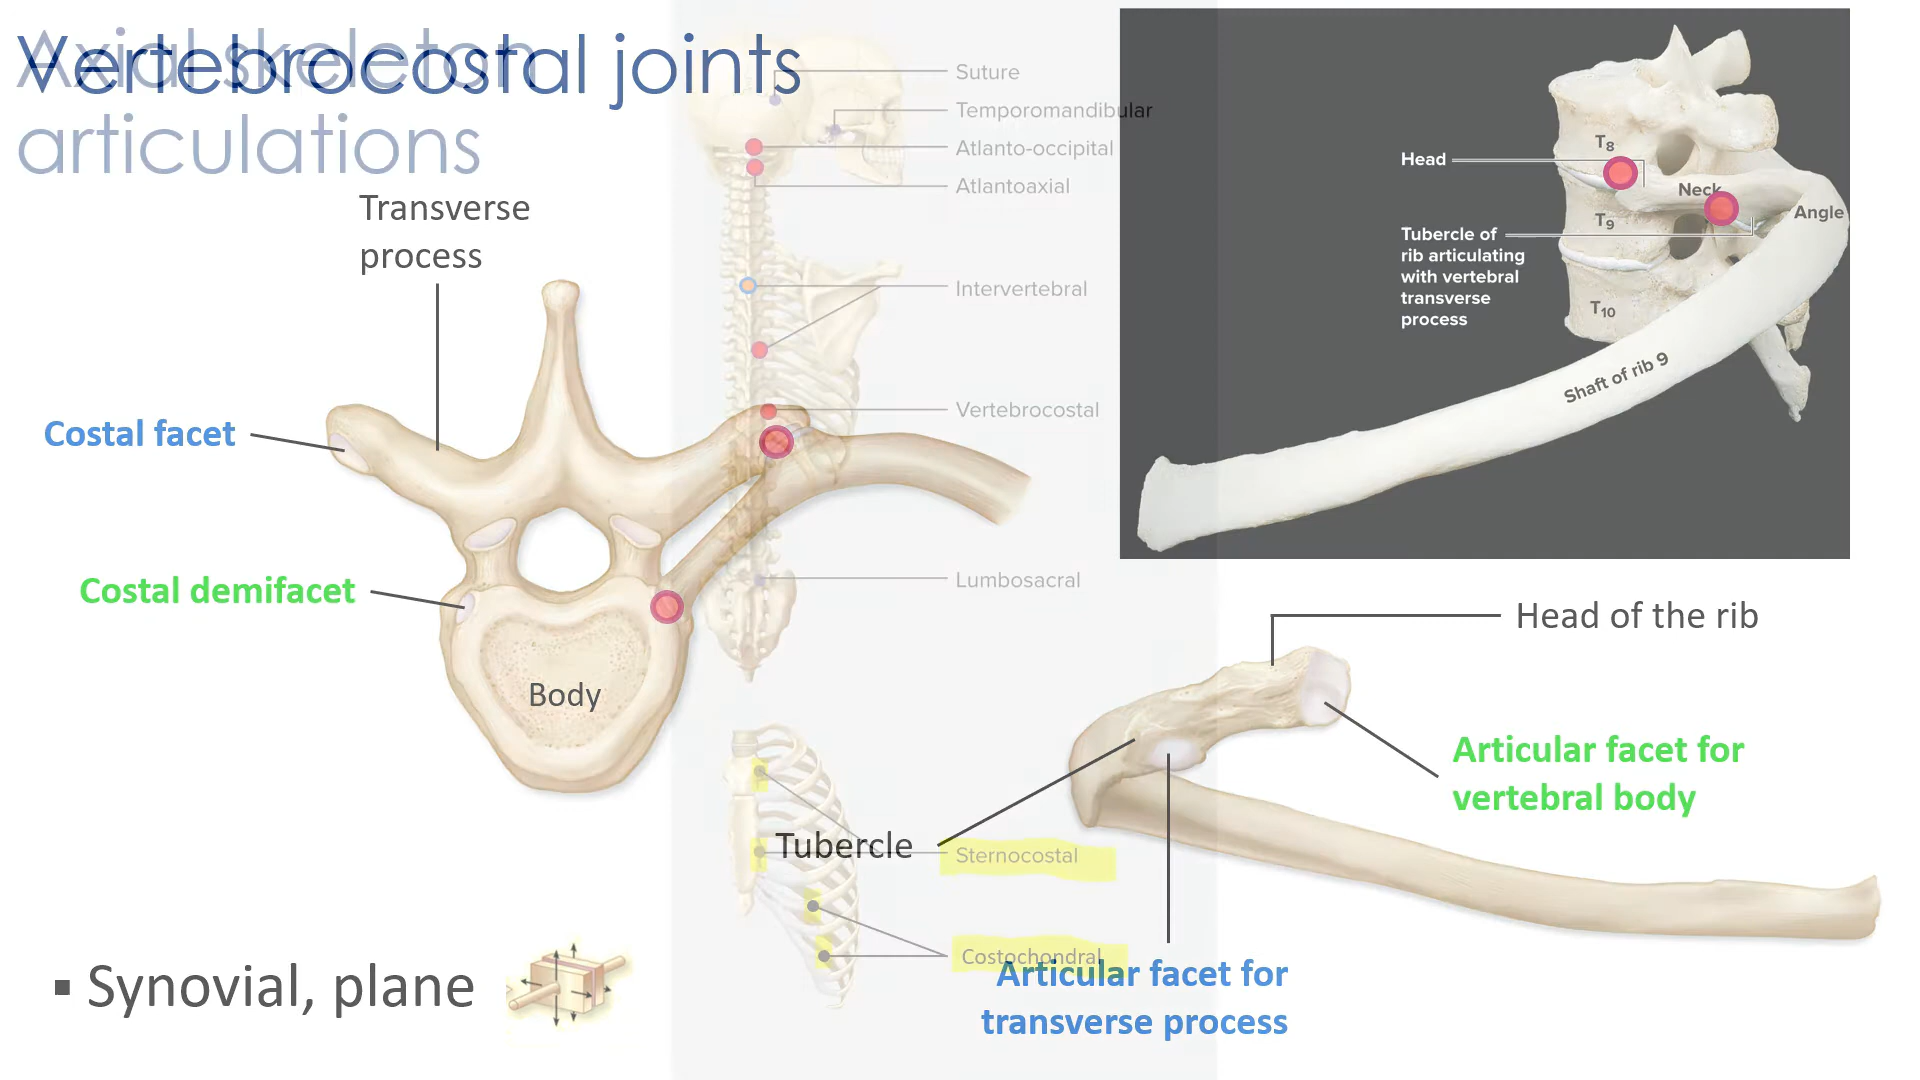 Vertebrocostal joints
Axial skeleton
articulations
Suture
Temporomandibular
Atlanto-occipital
Atlantoaxial
Intervertebral
Vertebrocostal
Lumbosacral
Sternocostal
Costochondral
Transverse
process
Costal facet
Costal demifacet
Body
T8
Head
Neck
Angle
T9
Tubercle of
rib articulating
with vertebral
transverse
process
T10
Shaft of rib 9
Head of the rib
Articular facet for
vertebral body
Tubercle
Articular facet for
transverse process
▪ Synovial, plane